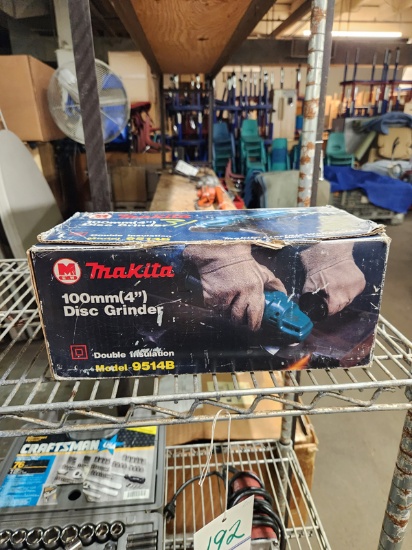 M
Makita
100mm(4")
Disc Grinder
Double Insulation
Model 9514B
CRAFTSMAN
192